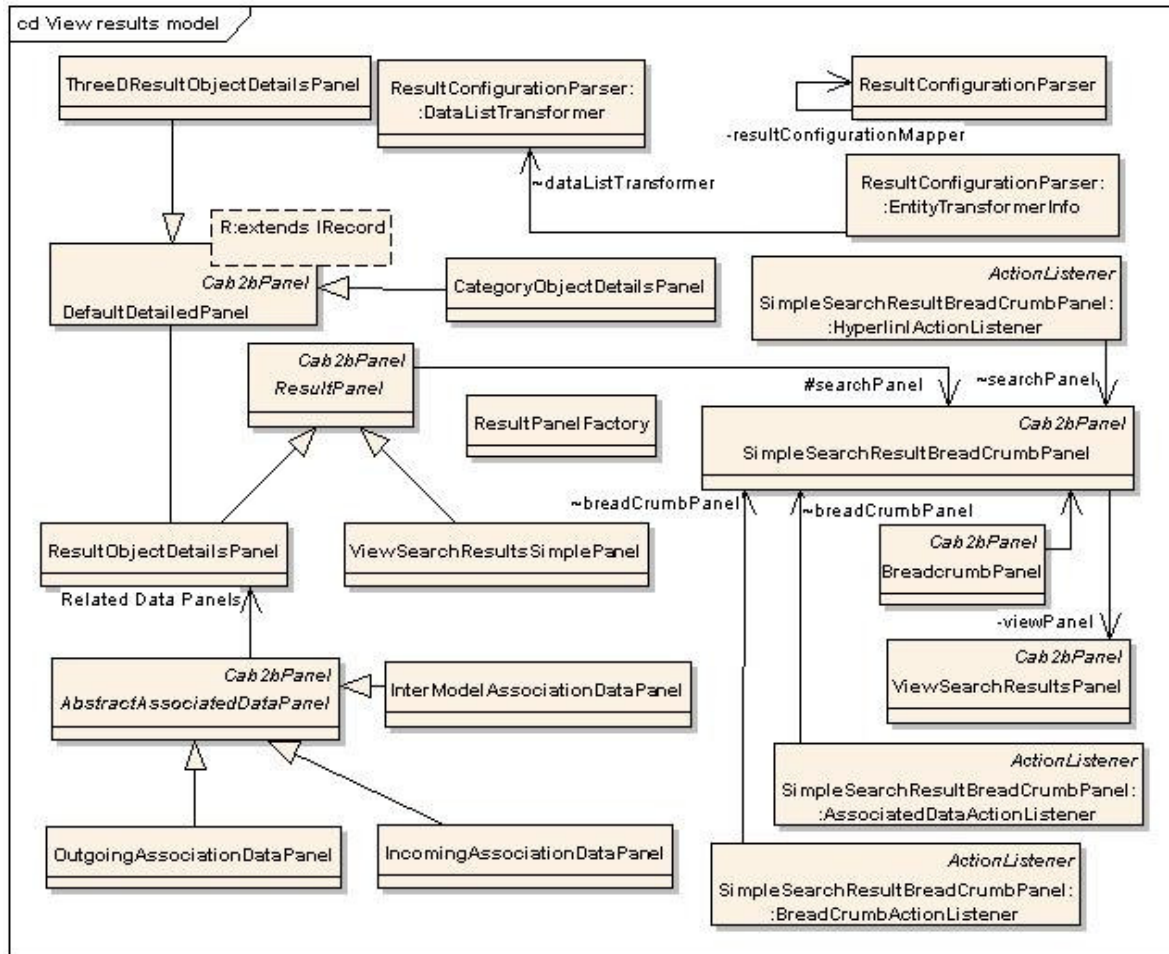 cd View results model
ThreeDResultObjectDetailsPanel
ResultConfigurationParser:
:DataListTransformer
ResultConfigurationParser
-resultConfigurationMapper
~dataListTransformer
ResultConfigurationParser:
:EntityTransformerInfo
R:extends IRecord
Cab2bPanel
DefaultDetailedPanel
CategoryObjectDetailsPanel
ActionListener
SimpleSearchResultBreadCrumbPanel:
:HyperlinlActionListener
Cab2bPanel
ResultPanel
#searchPanel
~searchPanel
ResultPanelFactory
Cab2bPanel
SimpleSearchResultBreadCrumbPanel
~breadCrumbPanel
~breadCrumbPanel
ResultObjectDetailsPanel
ViewSearchResultsSimplePanel
Cab2bPanel
BreadcrumbPanel
Related Data Panels
-viewPanel
Cab2bPanel
AbstractAssociatedDataPanel
InterModelAssociationDataPanel
Cab2bPanel
ViewSearchResultsPanel
ActionListener
SimpleSearchResultBreadCrumbPanel:
:AssociatedDataActionListener
OutgoingAssociationDataPanel
IncomingAssociationDataPanel
ActionListener
SimpleSearchResultBreadCrumbPanel:
:BreadCrumbActionListener